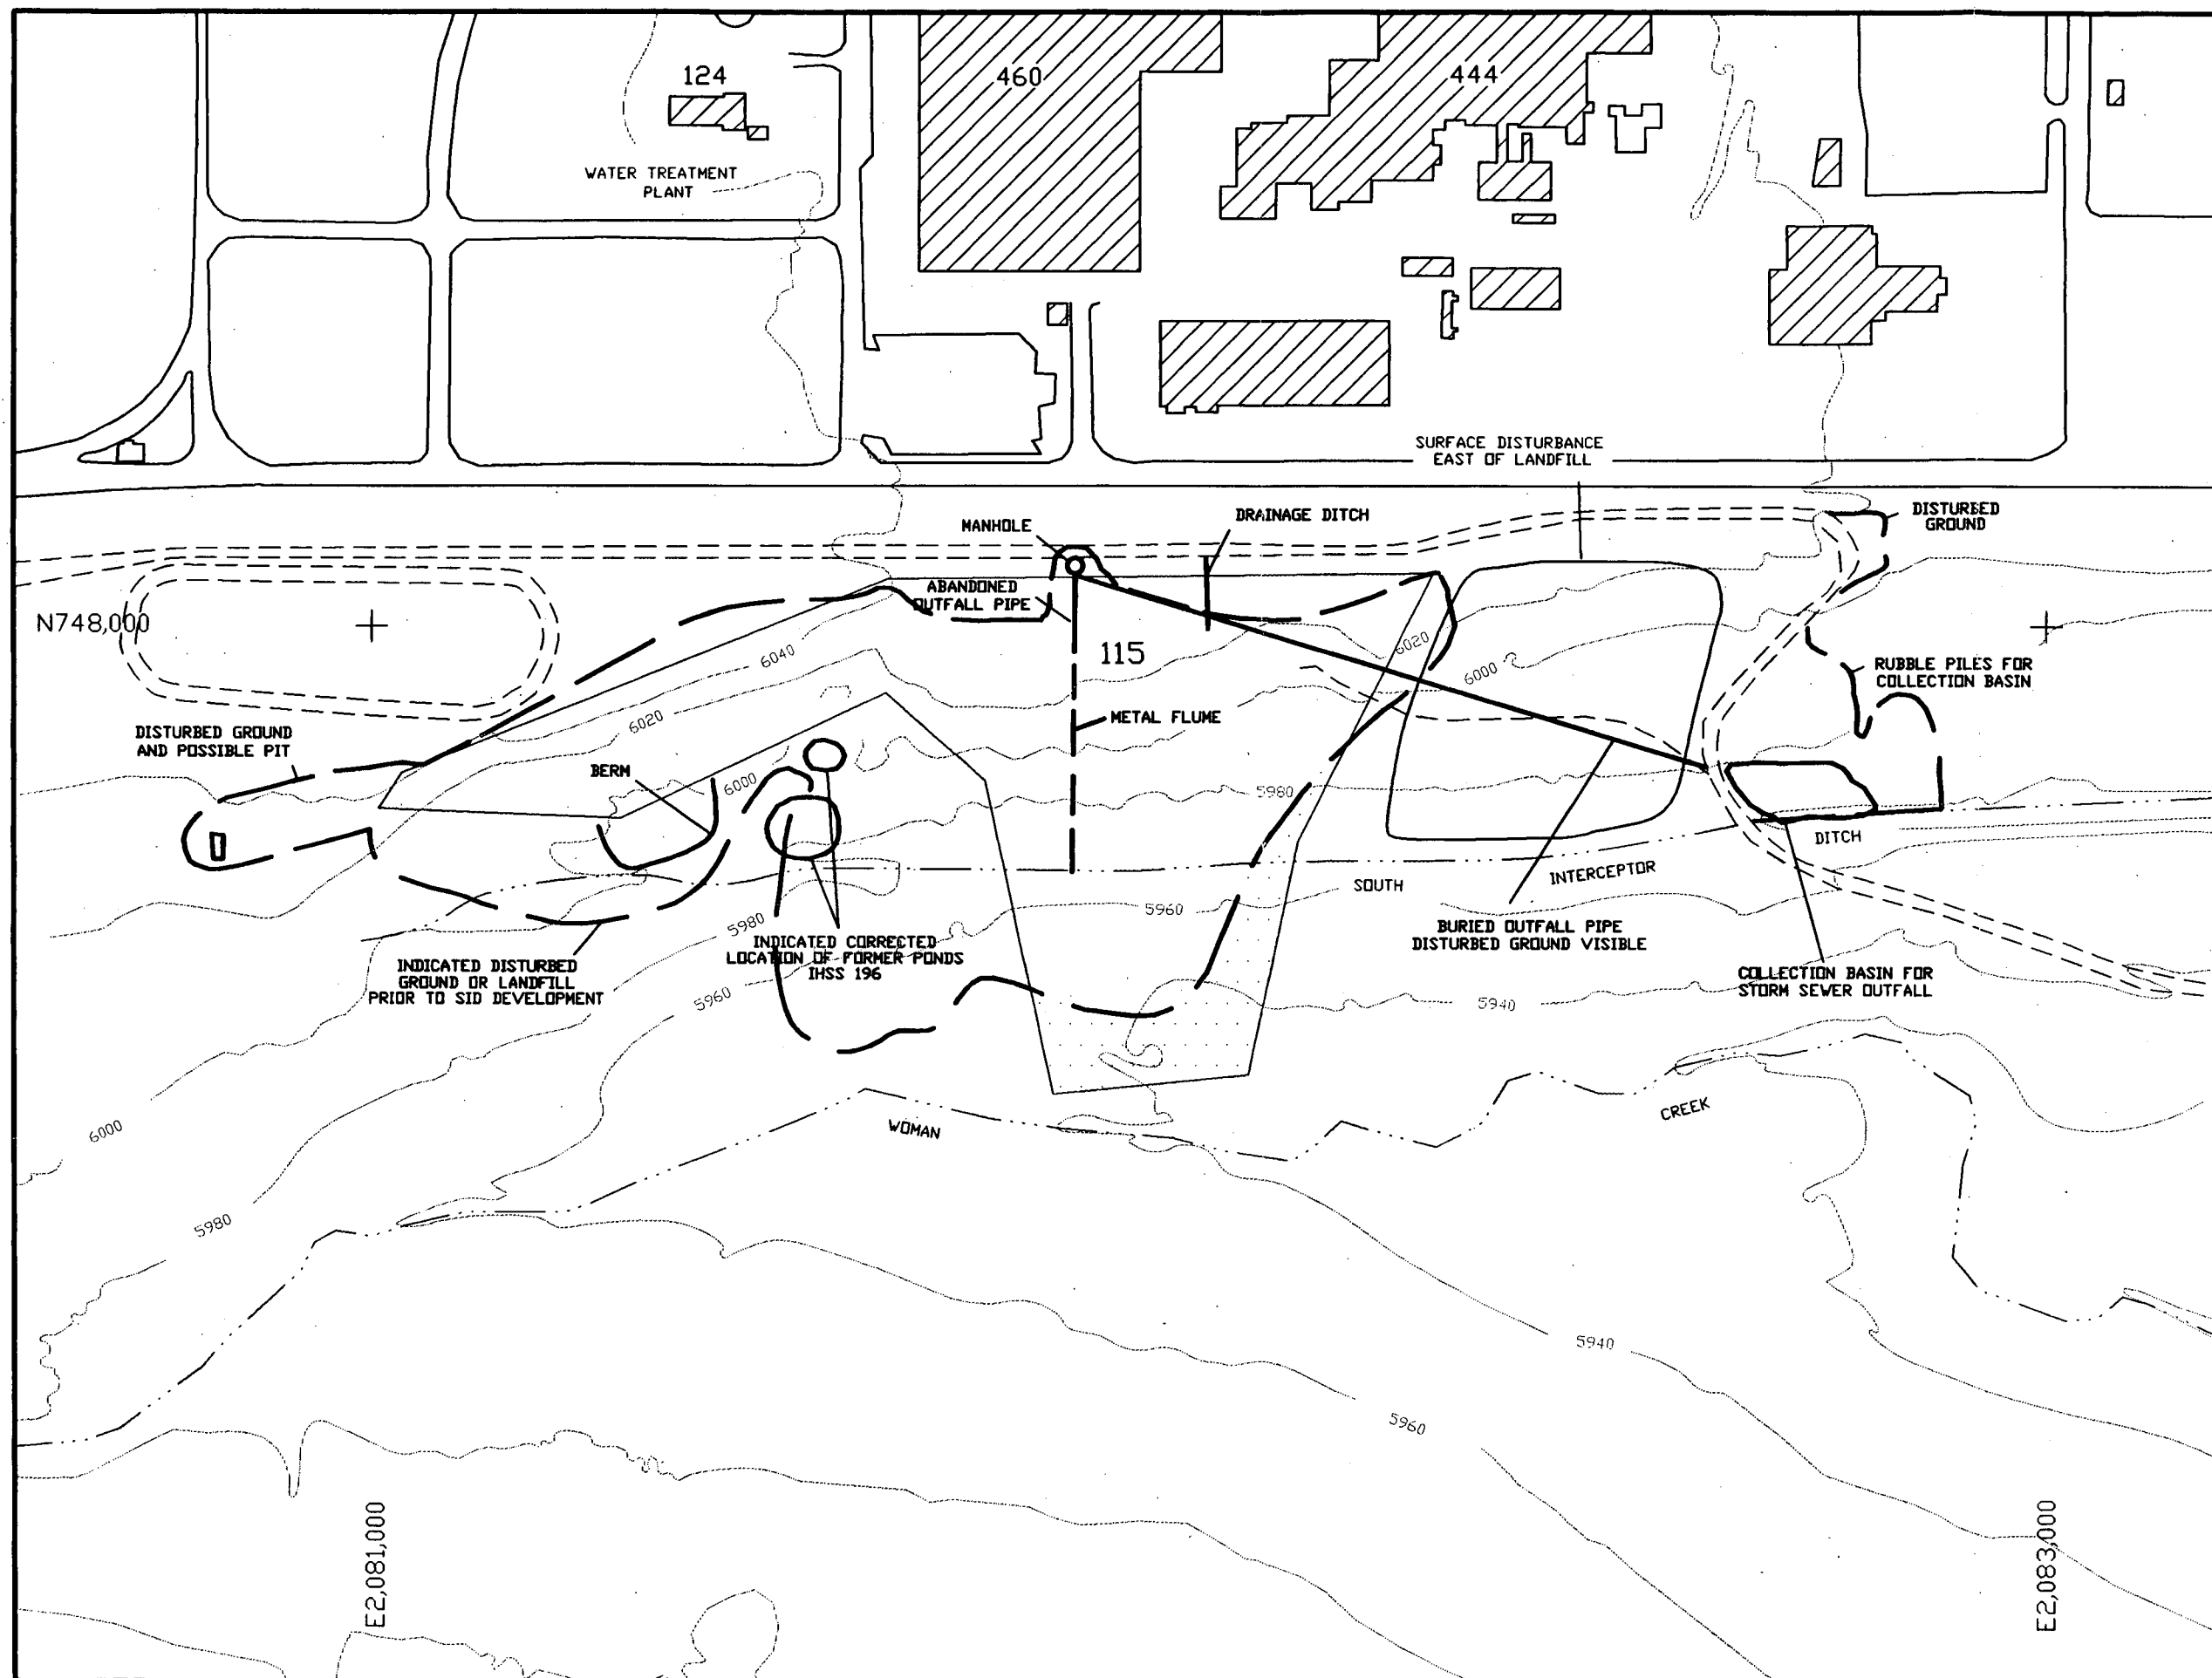 124
460
444
WATER TREATMENT
PLANT
SURFACE DISTURBANCE
EAST OF LANDFILL
MANHOLE
DRAINAGE DITCH
DISTURBED
GROUND
ABANDONED
OUTFALL PIPE
N748,000
115
6040
6020
6000
RUBBLE PILES FOR
COLLECTION BASIN
6020
METAL FLUME
DISTURBED GROUND
AND POSSIBLE PIT
BERM
6000
5980
DITCH
SOUTH
INTERCEPTOR
5960
5980
BURIED OUTFALL PIPE
DISTURBED GROUND VISIBLE
INDICATED CORRECTED
LOCATION OF FORMER PONDS
IHSS 196
INDICATED DISTURBED
GROUND OR LANDFILL
PRIOR TO SID DEVELOPMENT
COLLECTION BASIN FOR
STORM SEWER OUTFALL
5960
5940
6000
WOMAN
CREEK
5980
5940
5960
E2,081,000
E2,083,000